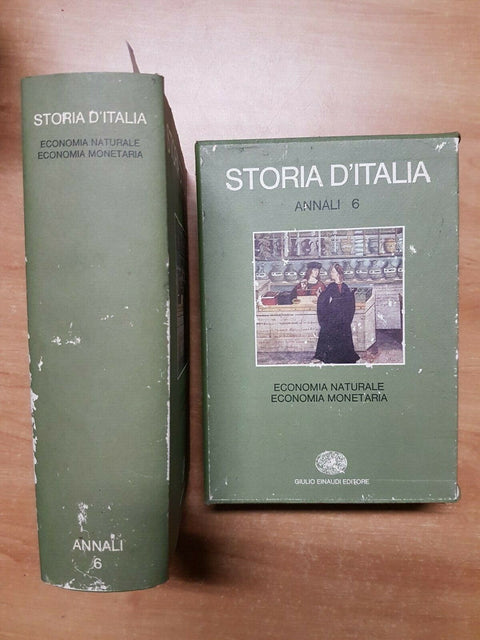 STORIA D'ITALIA
ECONOMIA NATURALE
ECONOMIA MONETARIA
ANNALI
6
STORIA D'ITALIA
ANNALI 6
ECONOMIA NATURALE
ECONOMIA MONETARIA
GIULIO EINAUDI EDITORE